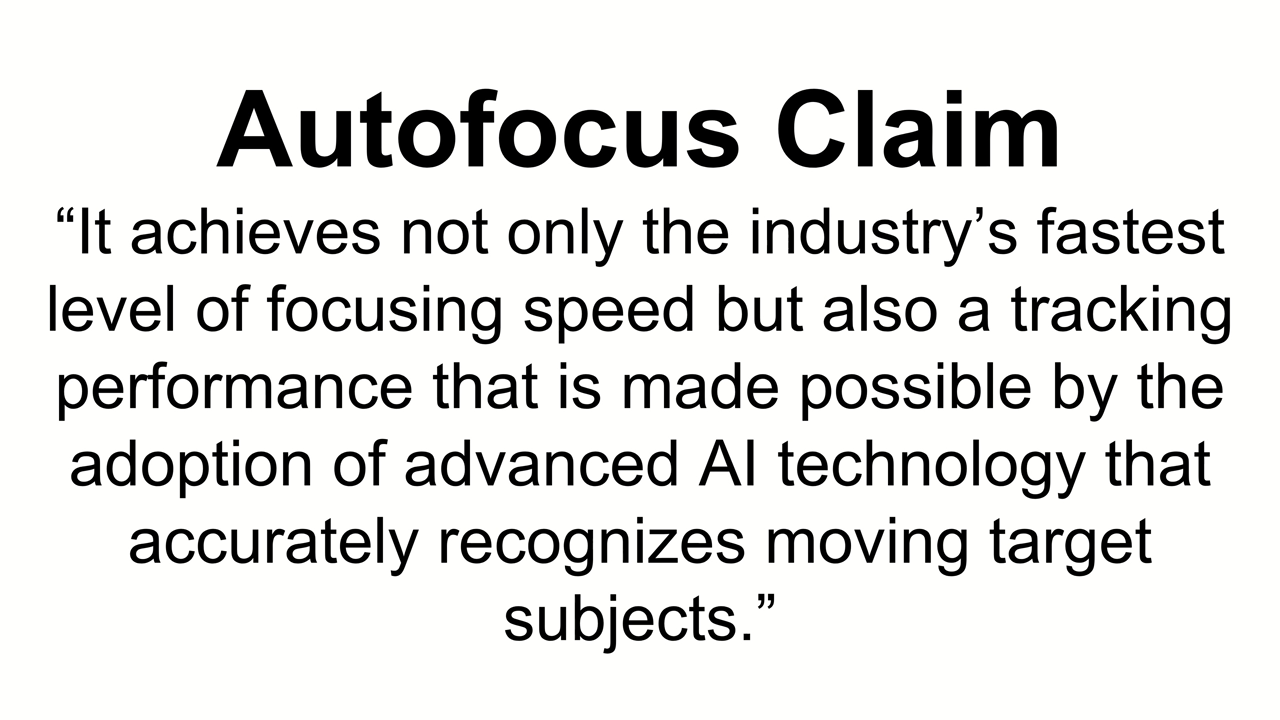 Autofocus Claim
“It achieves not only the industry’s fastest
level of focusing speed but also a tracking
performance that is made possible by the
adoption of advanced AI technology that
accurately recognizes moving target
subjects.”